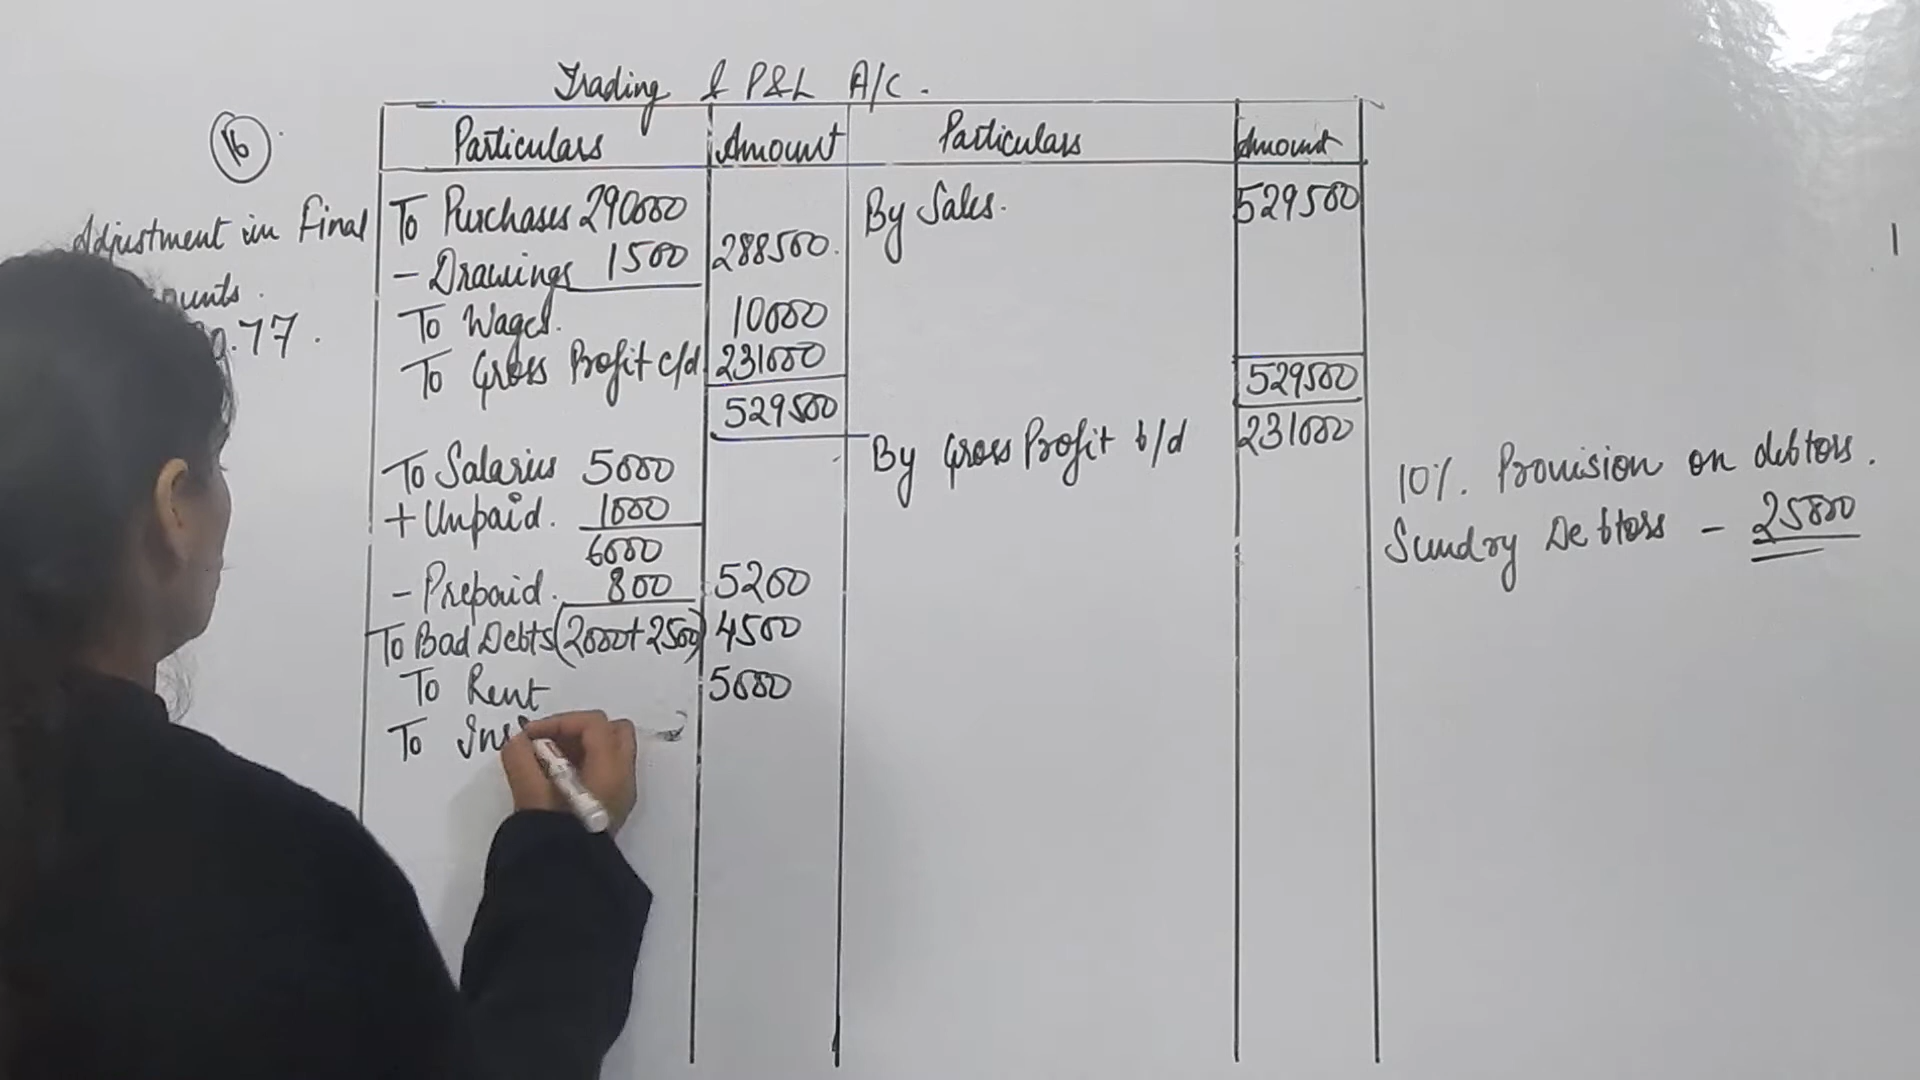 Trading & P&L A/C.
16
Adjustment in Final
.77.
Particulars Amount Particulars Amount
To Purchases 290000 By Sales. 529500
- Drawings 1500 288500.
To Wages. 10000
To Gross Profit c/d 231000 529500
529500
By Gross Profit b/d 231000
To Salaries 5000
+ Unpaid. 1000
6000
- Prepaid. 800 5200
To Bad Debts (2000+2500) 4500
To Rent 5000
To
10%. Provision on debtors.
Sundry Debtors -
1